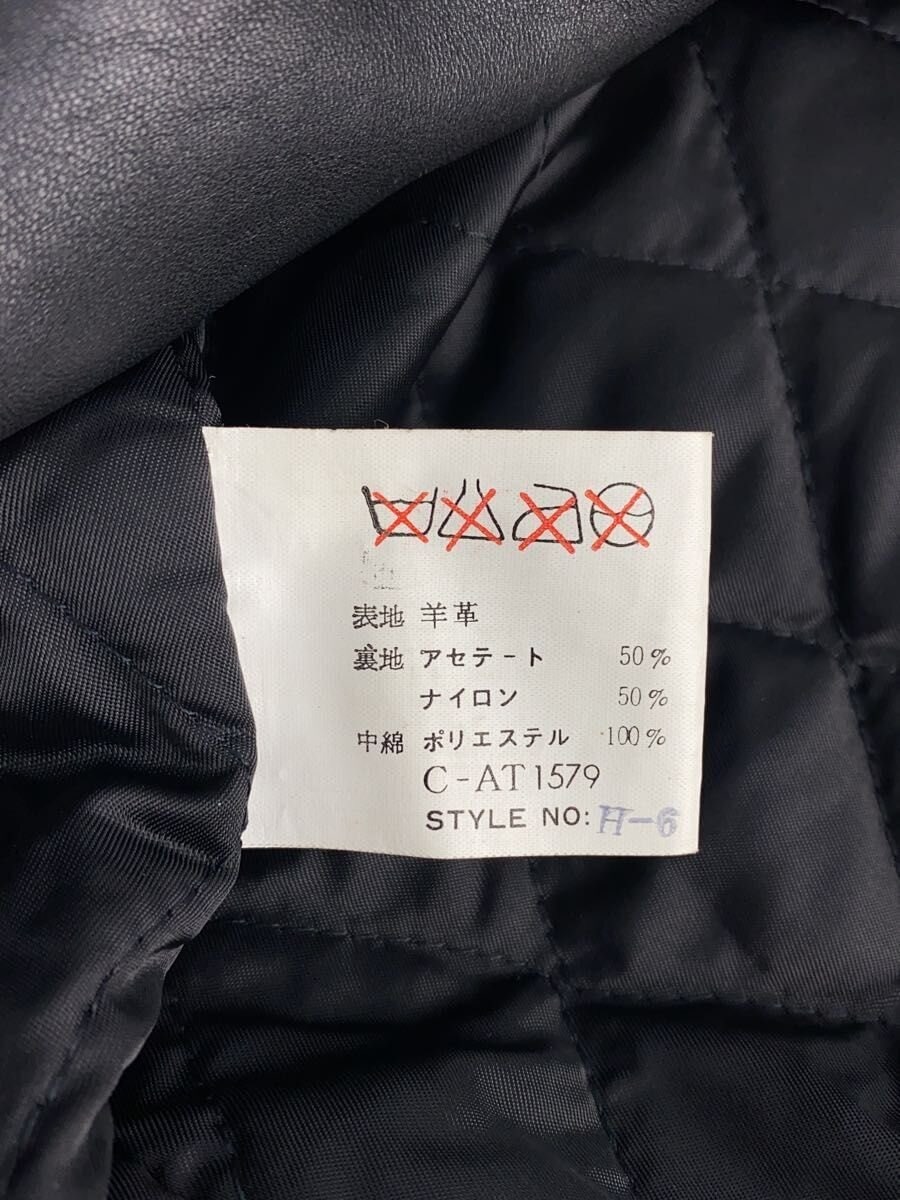 表地 羊革
裏地 アセテート 50%
ナイロン 50%
中綿 ポリエステル 100%
C-AT1579
STYLE NO: H-6